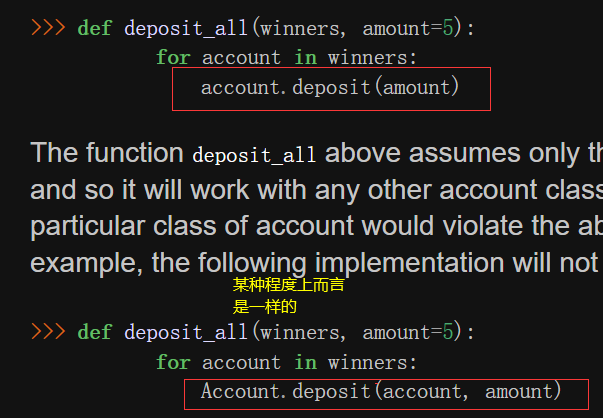 >>> def deposit_all(winners, amount=5):
for account in winners:
account.deposit(amount)
The function deposit_all above assumes only
and so it will work with any other account class
particular class of account would violate the
example, the following implementation will not
某种程度上而言
是一样的
>>> def deposit_all(winners, amount=5):
for account in winners:
Account.deposit(account, amount)